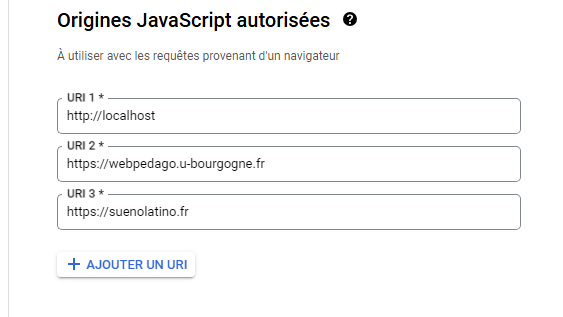 Origines JavaScript autorisées ?
À utiliser avec les requêtes provenant d'un navigateur
URI 1 *
http://localhost
URI 2 *
https://webpedago.u-bourgogne.fr
URI 3 *
https://suenolatino.fr
+ AJOUTER UN URI